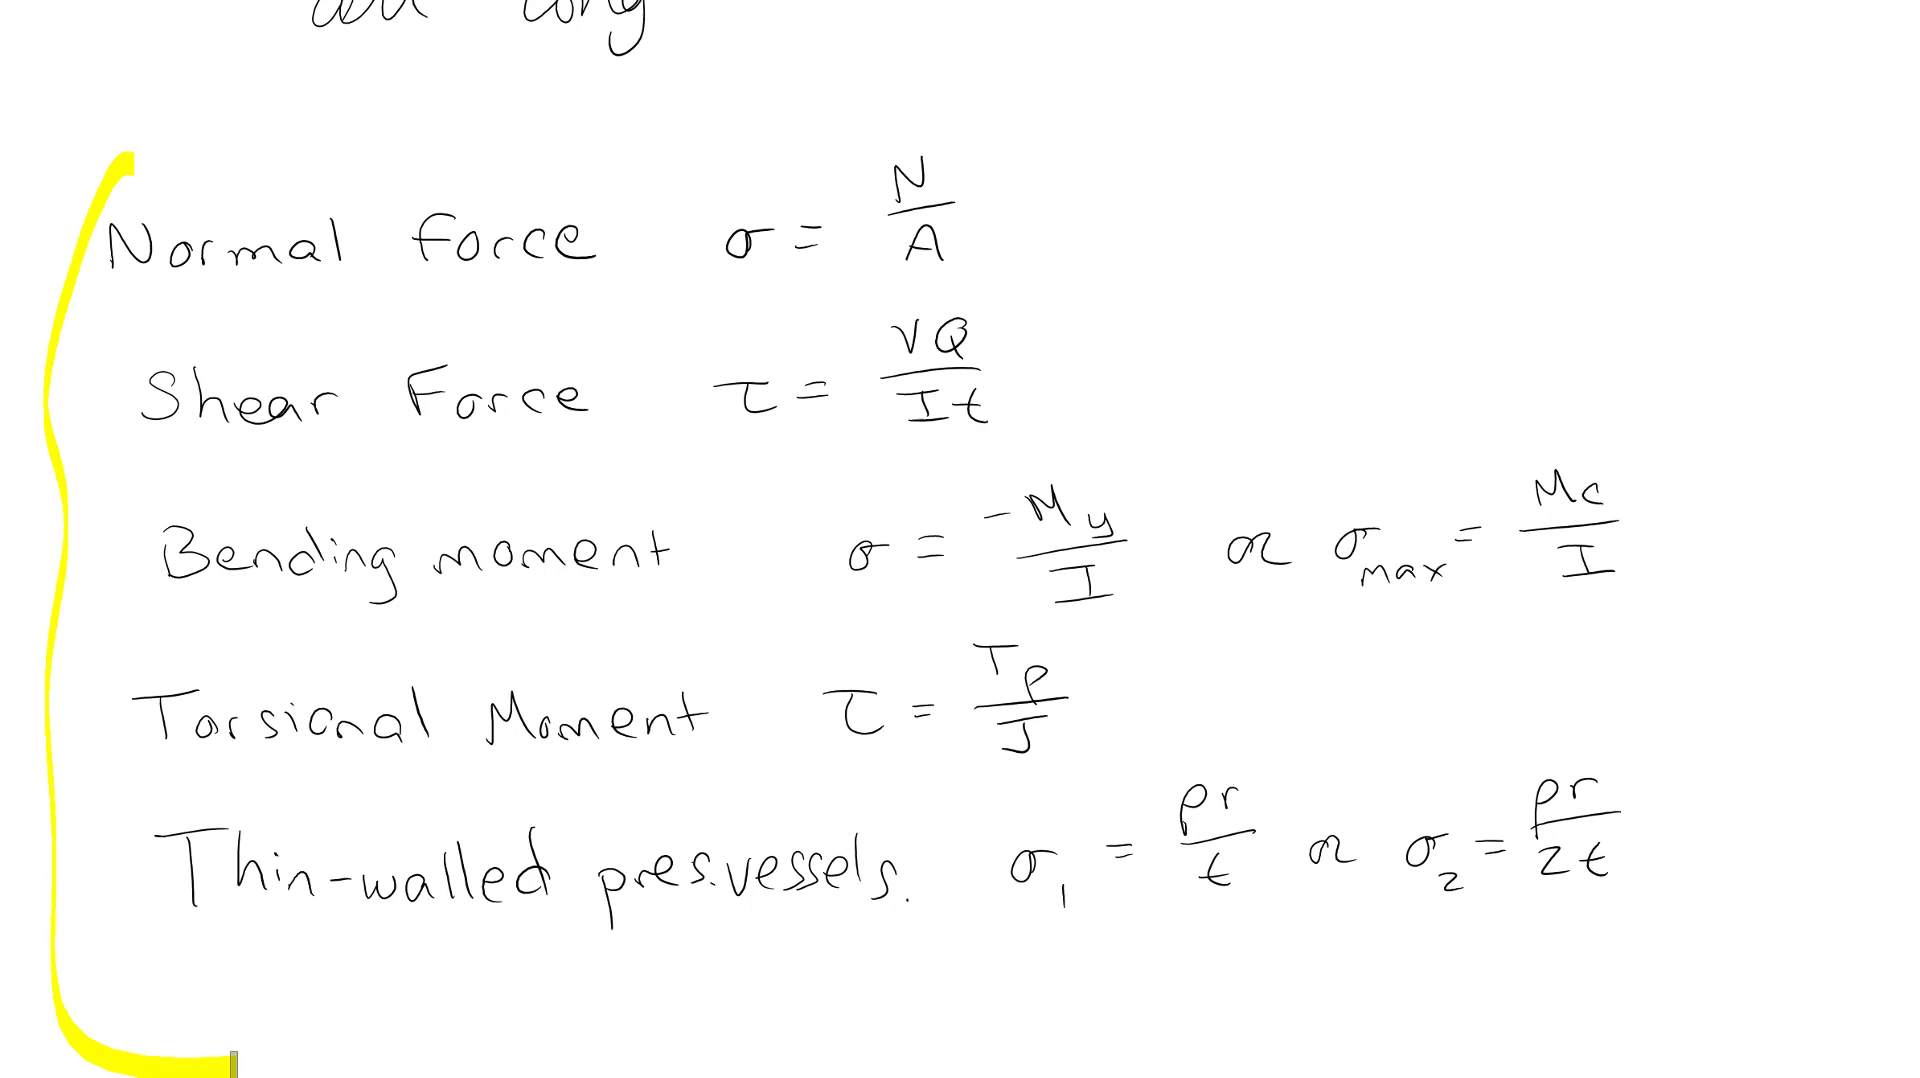 long
Normal force σ = N/A
Shear Force τ = VQ/It
Bending moment σ = -My/I or σmax = Mc/I
Torsional Moment τ = Tρ/J
Thin-walled pres. vessels. σ1 = pr/t or σ2 = pr/2t